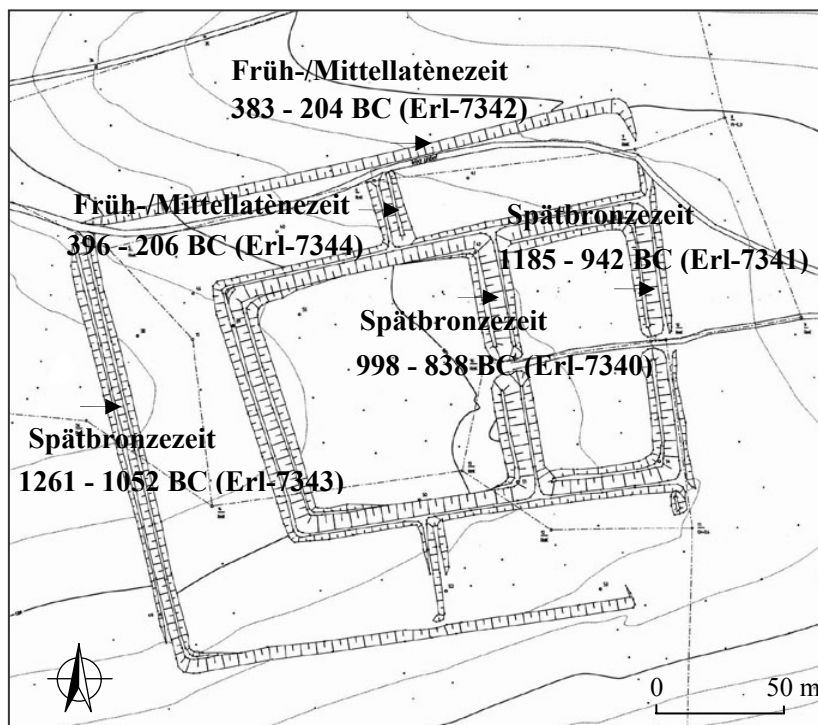 Früh-/Mittellatènezeit
383 - 204 BC (Erl-7342)
Früh-/Mittellatènezeit
396 - 206 BC (Erl-7344)
Spätbronzezeit
1185 - 942 BC (Erl-7341)
Spätbronzezeit
998 - 838 BC (Erl-7340)
Spätbronzezeit
1261 - 1052 BC (Erl-7343)
0 50 m